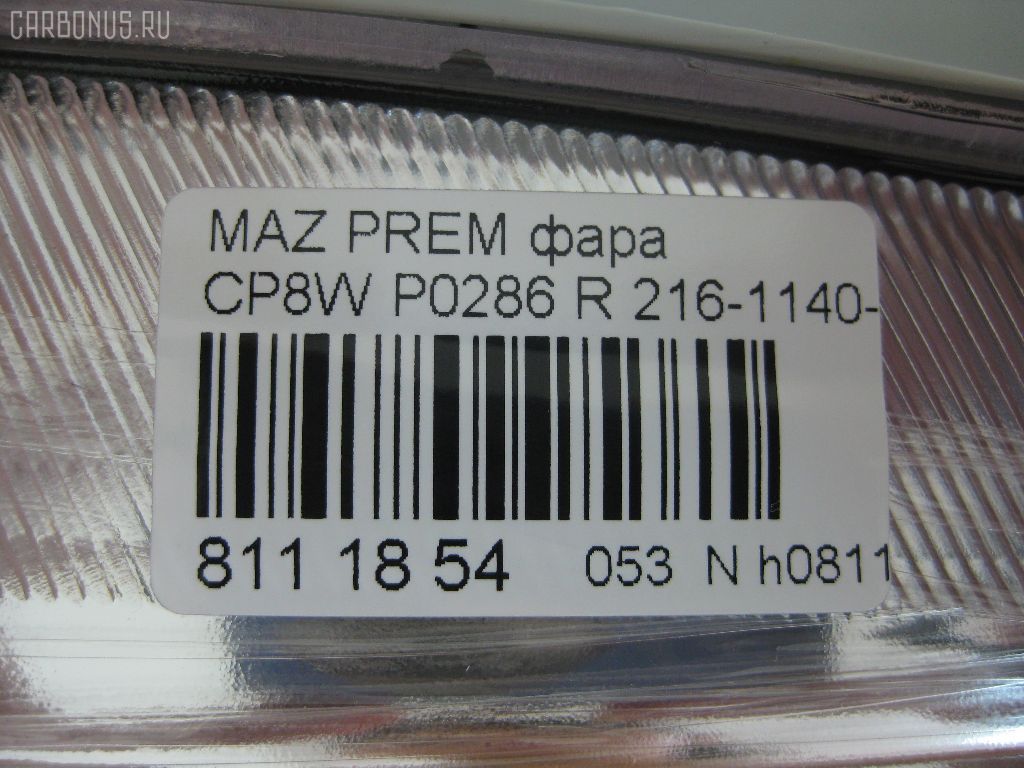 CARBONUS.RU
MAZ PREM фара
CP8W P0286 R 216-1140-
811 18 54 053 N h0811